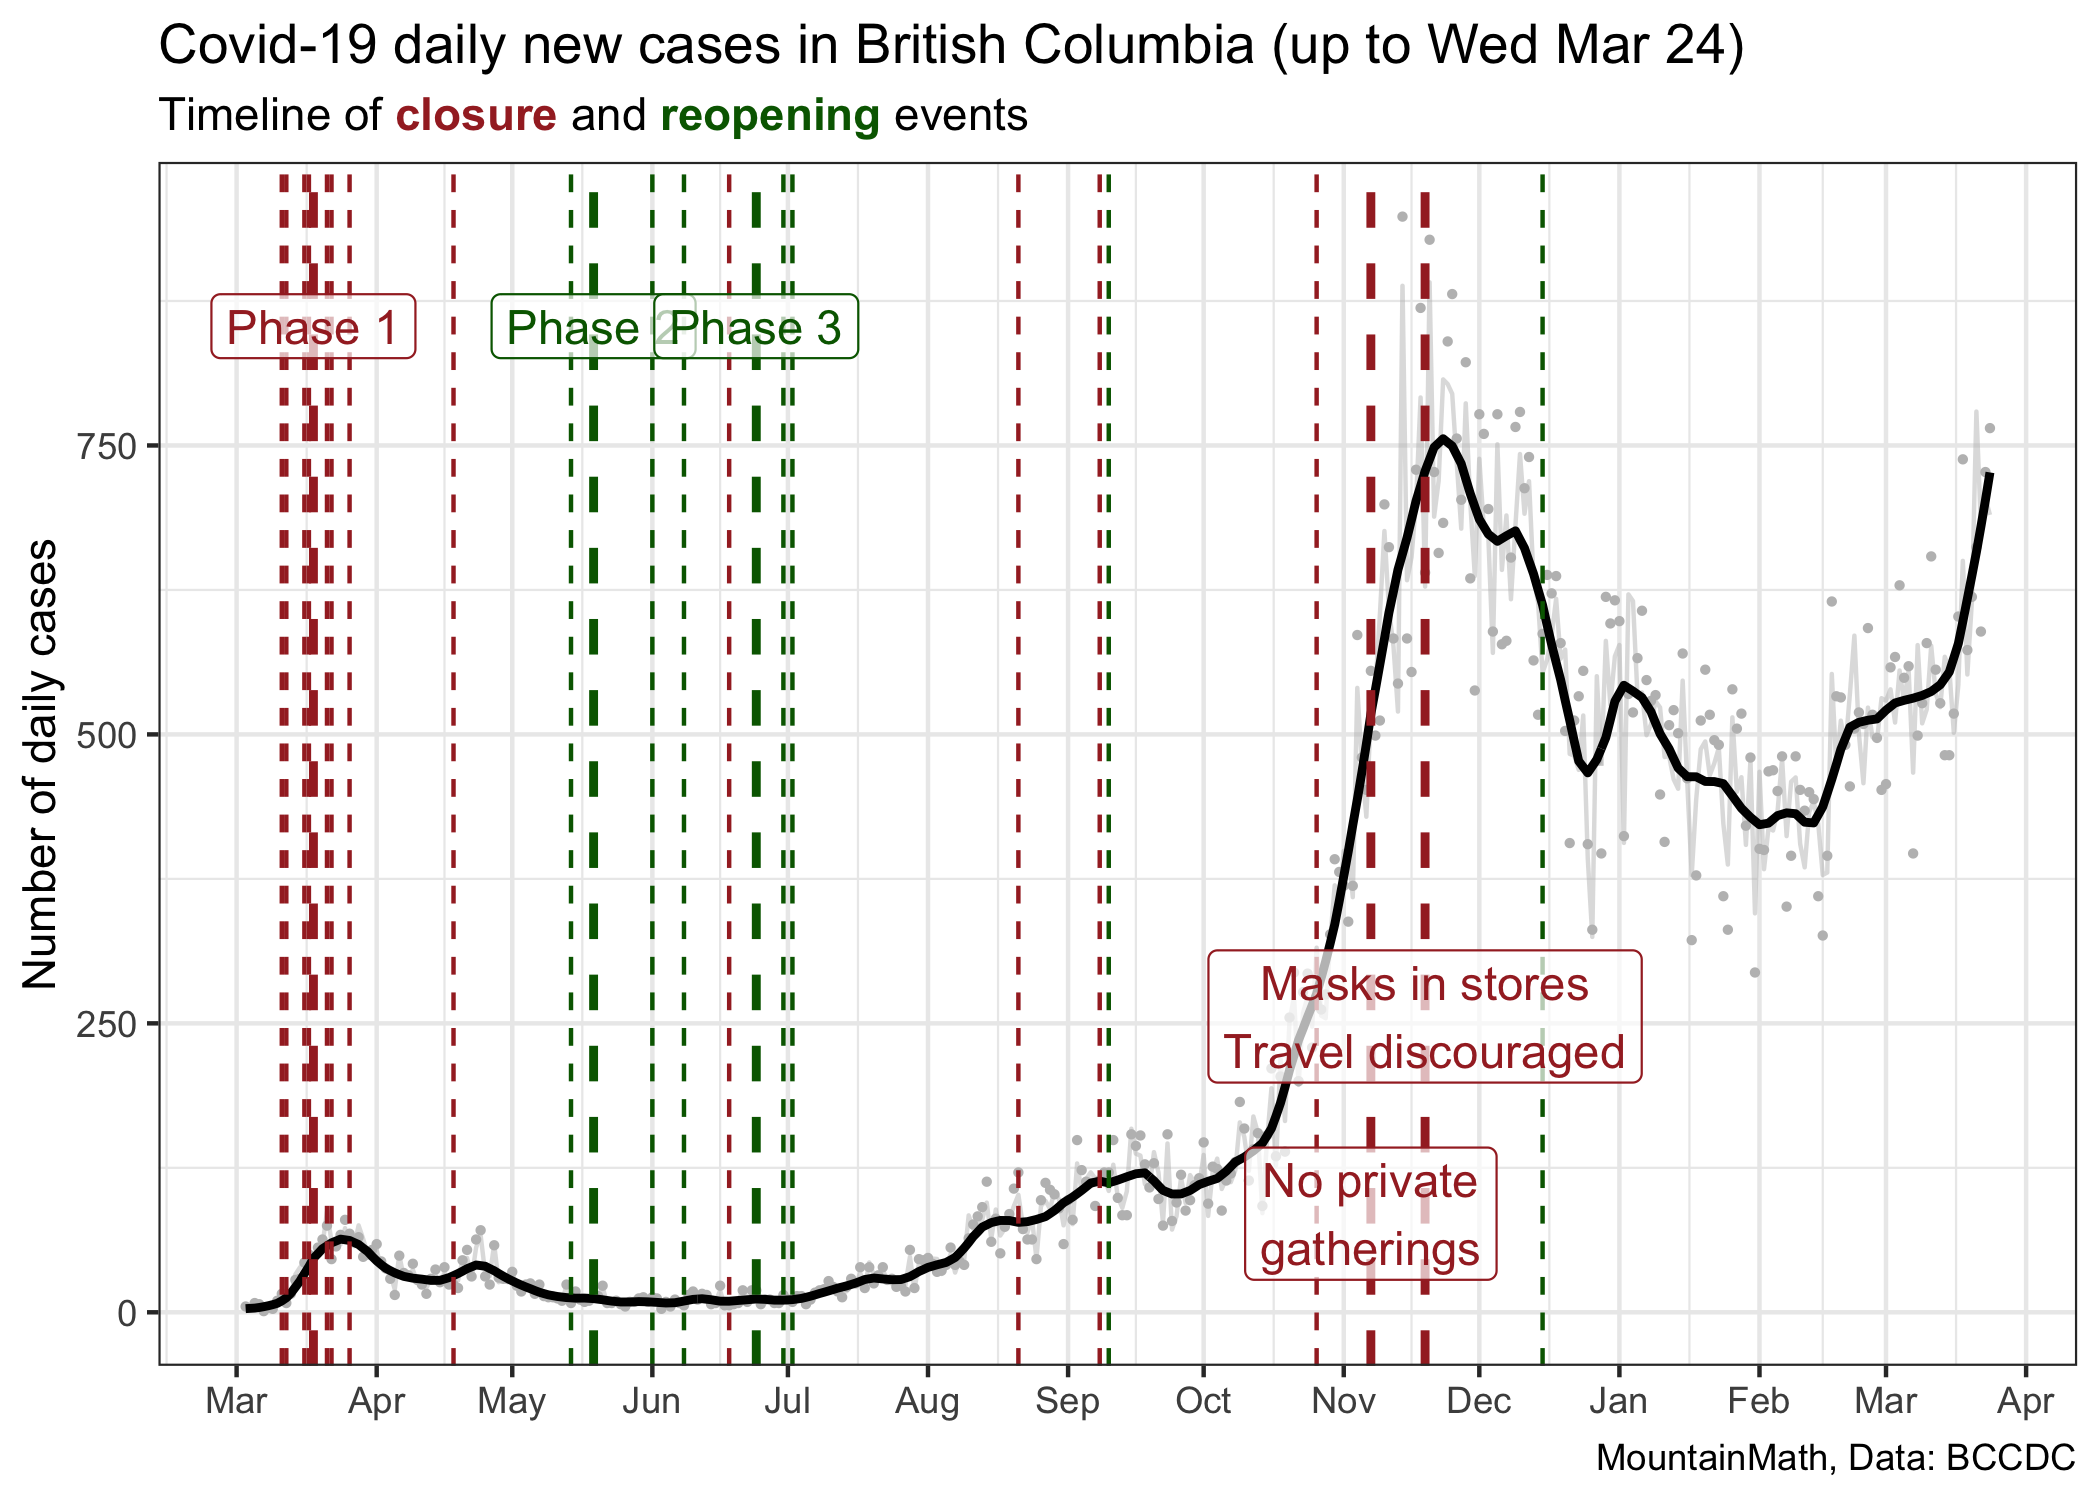 Covid-19 daily new cases in British Columbia (up to Wed Mar 24)
Timeline of closure and reopening events
Number of daily cases
750
500
250
0
Phase 1
Phase 2
Phase 3
Masks in stores
Travel discouraged
No private
gatherings
Mar Apr May Jun Jul Aug Sep Oct Nov Dec Jan Feb Mar Apr
MountainMath, Data: BCCDC